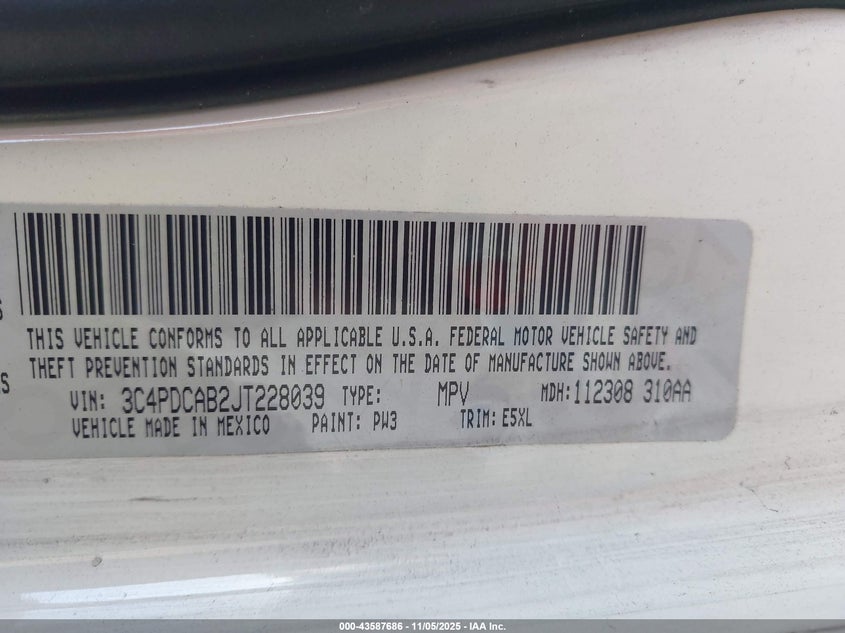 S
THIS VEHICLE CONFORMS TO ALL APPLICABLE U.S.A. FEDERAL MOTOR VEHICLE SAFETY AND
THEFT PREVENTION STANDARDS IN EFFECT ON THE DATE OF MANUFACTURE SHOWN ABOVE.
NS
VIN: 3C4PDCAB2JT228039 TYPE: MPV MDH: 112308 310AA
VEHICLE MADE IN MEXICO PAINT: PW3 TRIM: E5XL
000-43587686 - 11/05/2025 - IAA Inc.